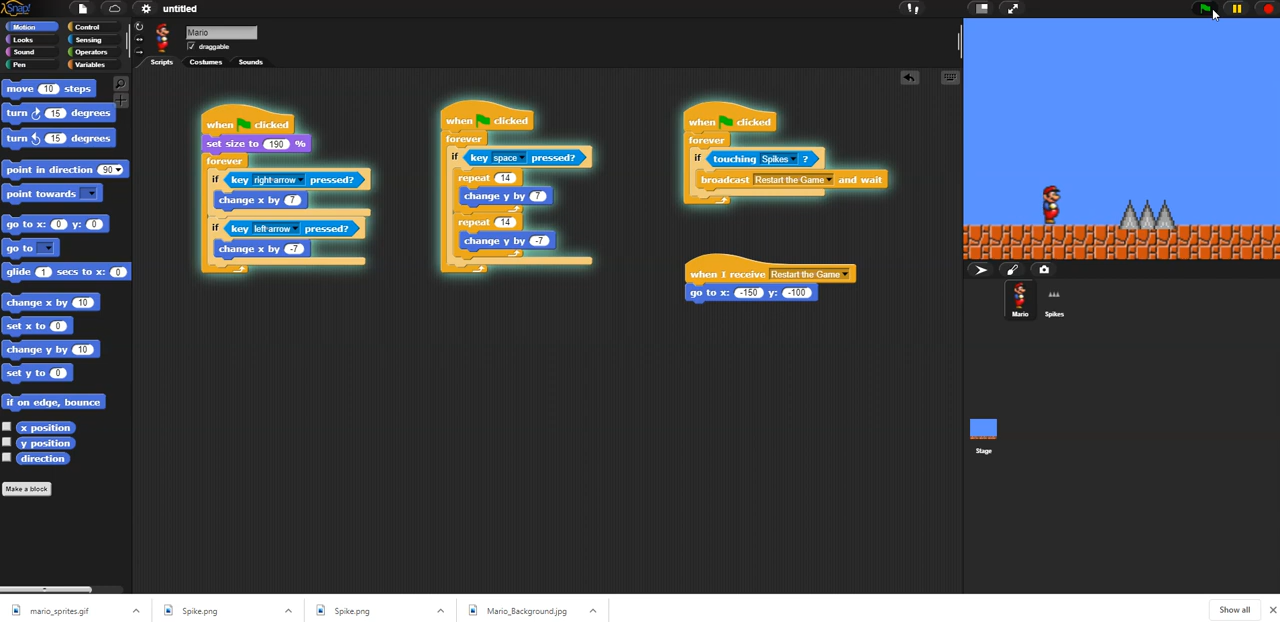 Snap! untitled
Motion Control
Looks Sensing
Sound Operators
Pen Variables
Mario
draggable
Scripts Costumes Sounds
move 10 steps
turn 15 degrees
turn 15 degrees
point in direction 90
point towards
go to x: 0 y: 0
go to
glide 1 secs to x: 0
change x by 10
set x to 0
change y by 10
set y to 0
if on edge, bounce
x position
y position
direction
Make a block
when clicked
set size to 190 %
forever
if key right arrow pressed?
change x by 7
if key left arrow pressed?
change x by -7
when clicked
forever
if key space pressed?
repeat 14
change y by 7
repeat 14
change y by -7
when clicked
forever
if touching Spikes ?
broadcast Restart the Game and wait
when I receive Restart the Game
go to x: -150 y: -100
Mario Spikes
Stage
mario_sprites.gif Spike.png Spike.png Mario_Background.jpg Show all